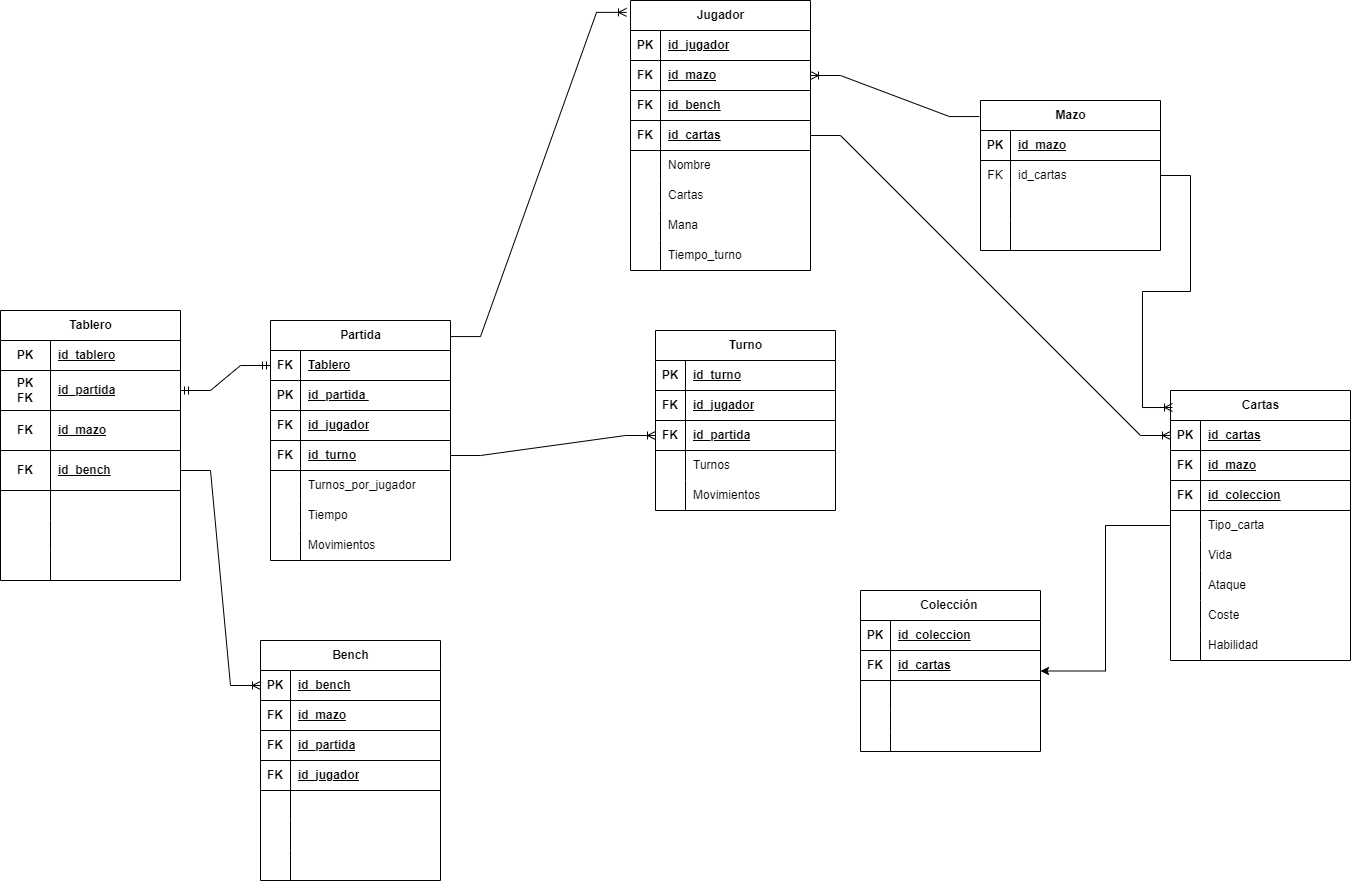 Jugador
PK id_jugador
FK id_mazo
FK id_bench
FK id_cartas
Nombre
Cartas
Mana
Tiempo_turno
Mazo
PK id_mazo
FK id_cartas
Tablero
PK id_tablero
PK
FK id_partida
FK id_mazo
FK id_bench
Partida
FK Tablero
PK id_partida
FK id_jugador
FK id_turno
Turnos_por_jugador
Tiempo
Movimientos
Turno
PK id_turno
FK id_jugador
FK id_partida
Turnos
Movimientos
Cartas
PK id_cartas
FK id_mazo
FK id_coleccion
Tipo_carta
Vida
Ataque
Coste
Habilidad
Colección
PK id_coleccion
FK id_cartas
Bench
PK id_bench
FK id_mazo
FK id_partida
FK id_jugador